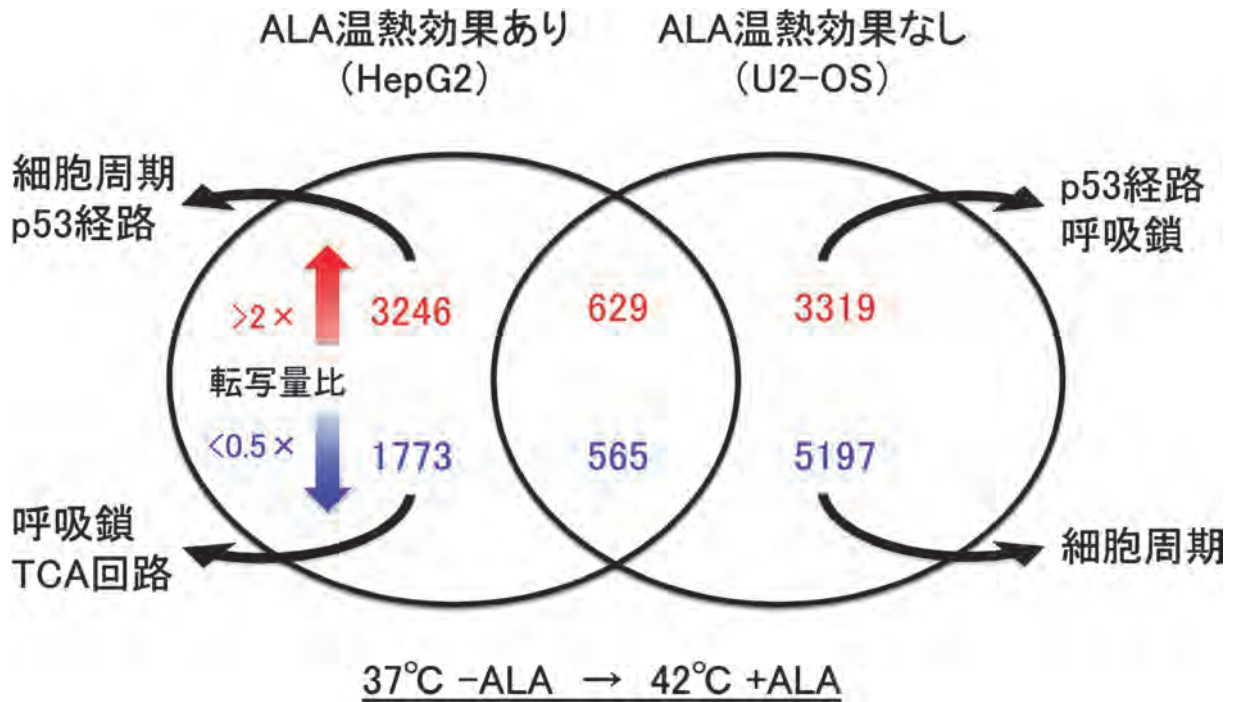 ALA温熱効果あり
（HepG2）
ALA温熱効果なし
（U2-OS）
細胞周期
p53経路
p53経路
呼吸鎖
>2×
3246
629
3319
転写量比
<0.5×
1773
565
5197
呼吸鎖
TCA回路
細胞周期
37℃ -ALA → 42℃ +ALA